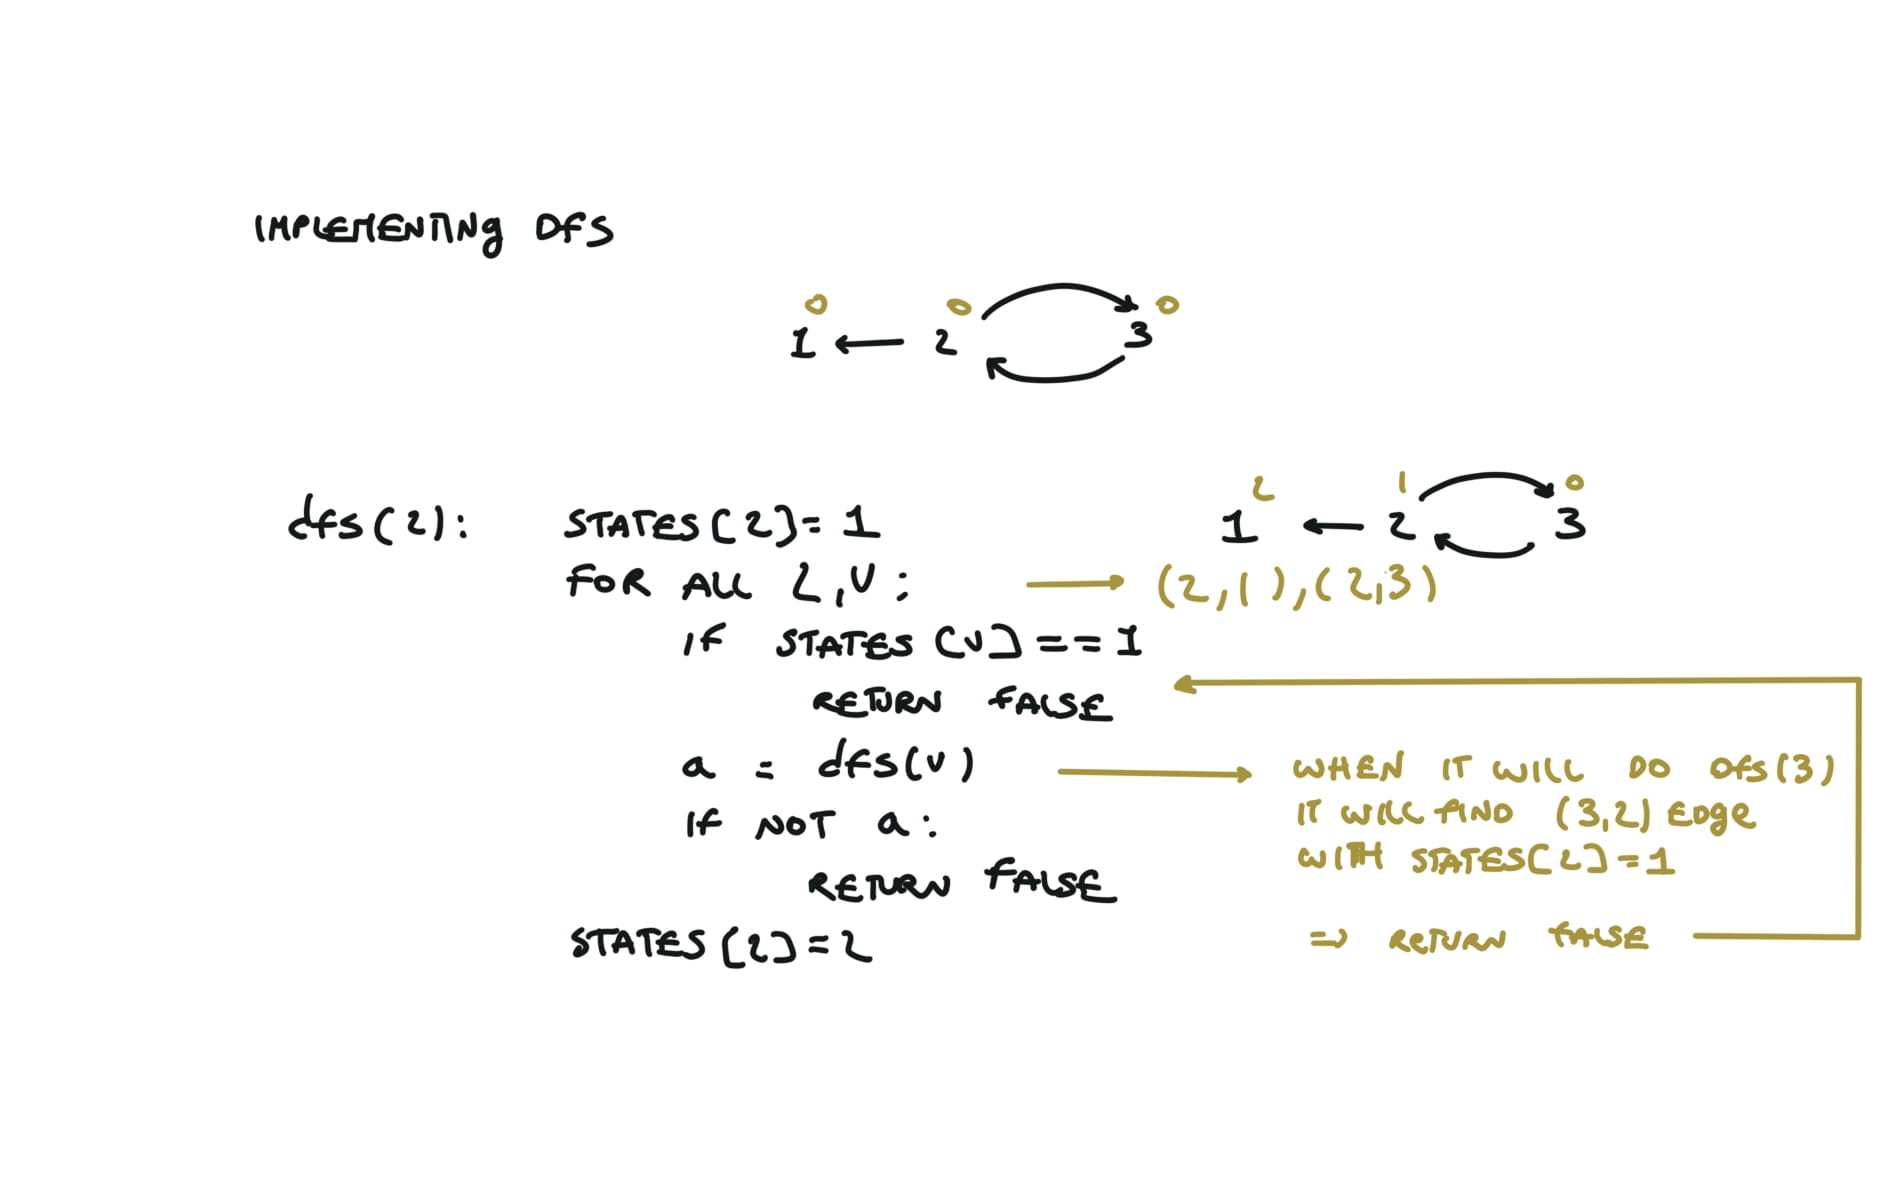 IMPLEMENTING DFS
0 0 0
1 2 3
2 1 0
dfs(2): STATES[2]=1 1 2 3
FOR ALL 2,V: (2,1),(2,3)
IF STATES[V]==1
RETURN FALSE
a = dfs(v) WHEN IT WILL DO DFS(3)
IF NOT a: IT WILL FIND (3,2) EDGE
WITH STATES[2]=1
RETURN FALSE
STATES[2]=2 => RETURN FALSE